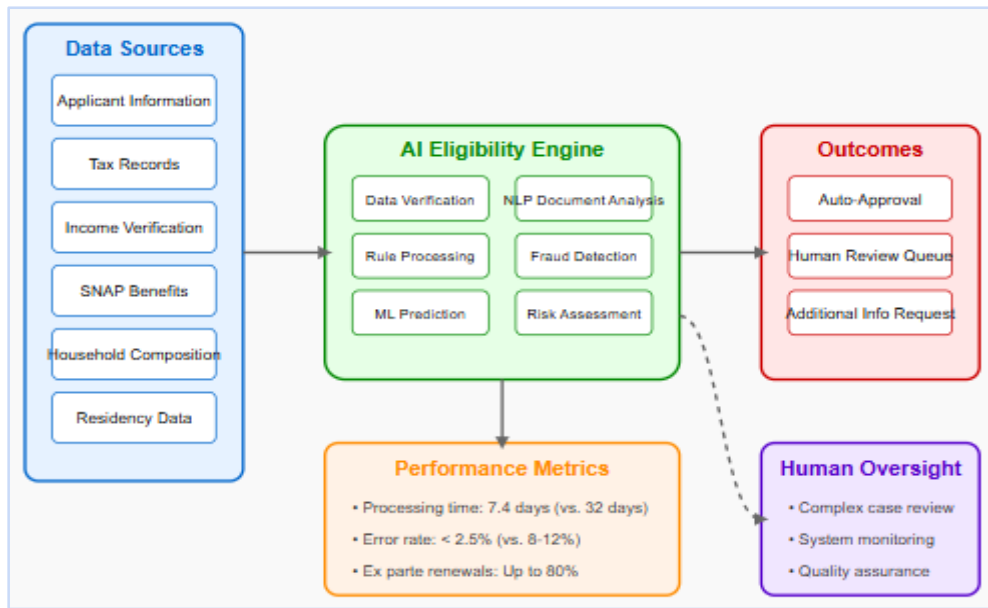 Data Sources
Applicant Information
Tax Records
Income Verification
SNAP Benefits
Household Composition
Residency Data
AI Eligibility Engine
Data Verification
NLP Document Analysis
Rule Processing
Fraud Detection
ML Prediction
Risk Assessment
Outcomes
Auto-Approval
Human Review Queue
Additional Info Request
Performance Metrics
• Processing time: 7.4 days (vs. 32 days)
• Error rate: < 2.5% (vs. 8-12%)
• Ex parte renewals: Up to 80%
Human Oversight
• Complex case review
• System monitoring
• Quality assurance